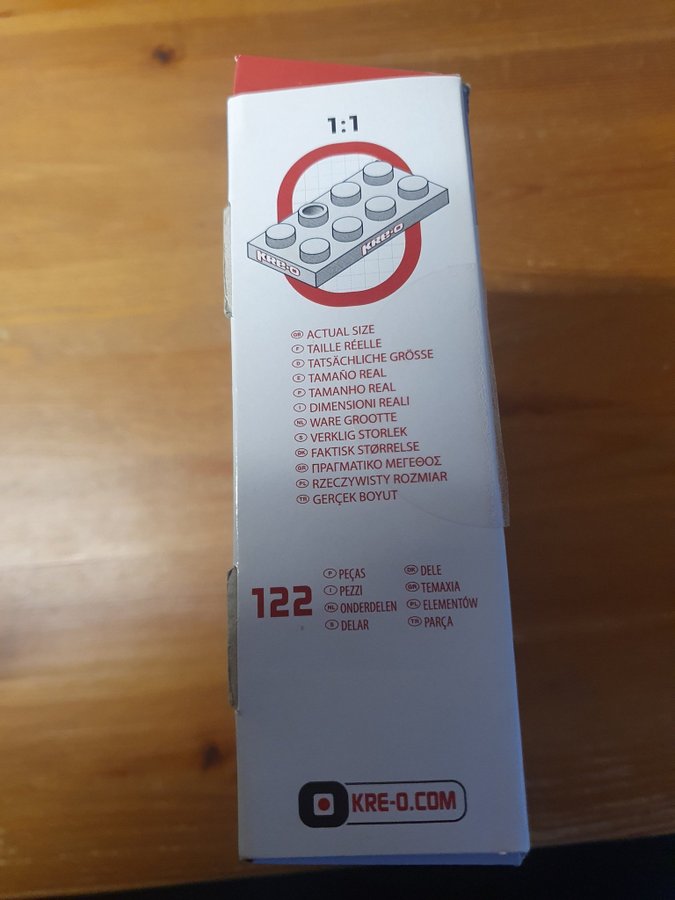 1:1
KRE-O
KRE-O
GB ACTUAL SIZE
F TAILLE RÉELLE
D TATSÄCHLICHE GRÖSSE
E TAMAÑO REAL
P TAMANHO REAL
I DIMENSIONI REALI
NL WARE GROOTTE
S VERKLIG STORLEK
DK FAKTISK STØRRELSE
GR ΠΡΑΓΜΑΤΙΚΟ ΜΕΓΕΘΟΣ
PL RZECZYWISTY ROZMIAR
TR GERÇEK BOYUT
122
P PEÇAS
I PEZZI
NL ONDERDELEN
S DELAR
DK DELE
GR ΤΕΜΑΧΙΑ
PL ELEMENTÓW
TR PARÇA
KRE-O.COM